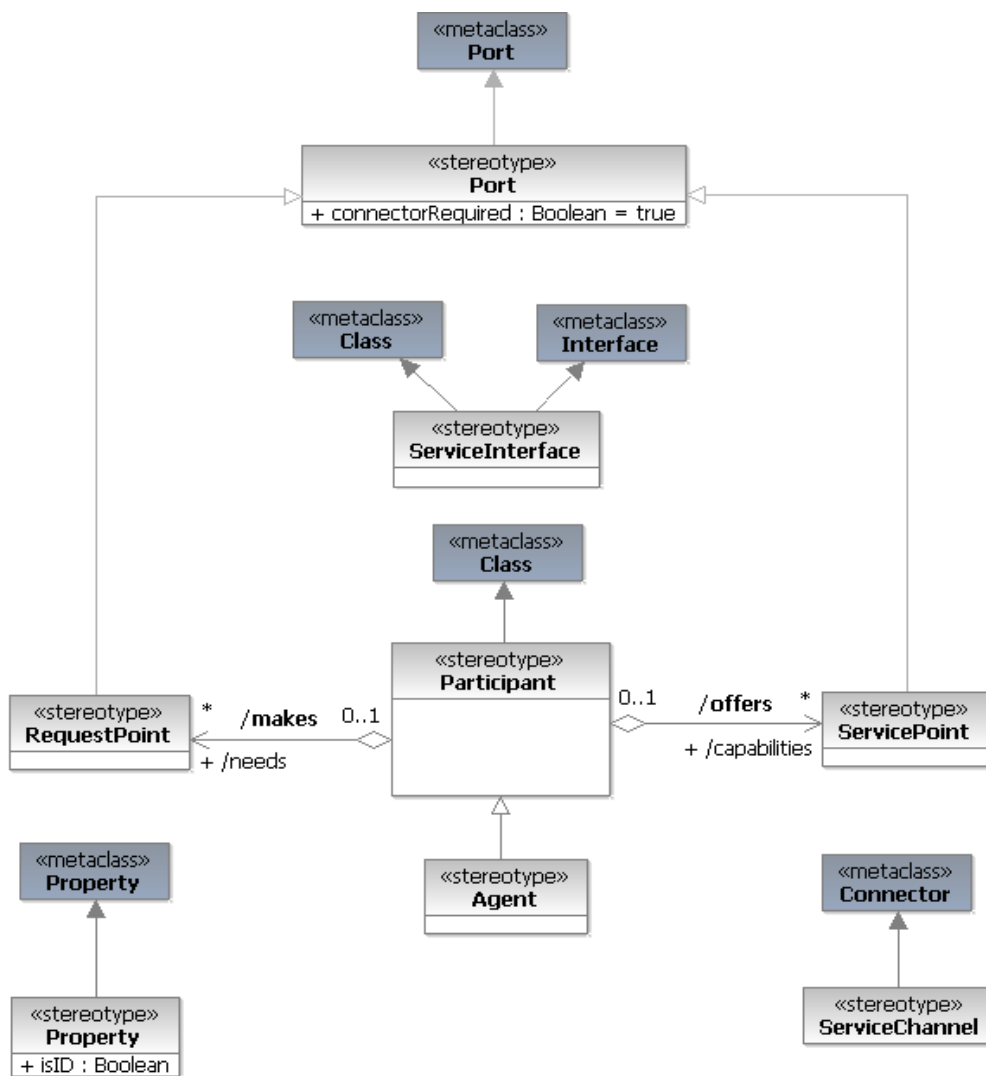 «metaclass»
Port
«stereotype»
Port
+ connectorRequired : Boolean = true
«metaclass»
Class
«metaclass»
Interface
«stereotype»
ServiceInterface
«metaclass»
Class
«stereotype»
Participant
«stereotype»
RequestPoint
* /makes 0..1
+ /needs
0..1 /offers *
+ /capabilities
«stereotype»
ServicePoint
«metaclass»
Property
«stereotype»
Agent
«metaclass»
Connector
«stereotype»
Property
+ isID : Boolean
«stereotype»
ServiceChannel